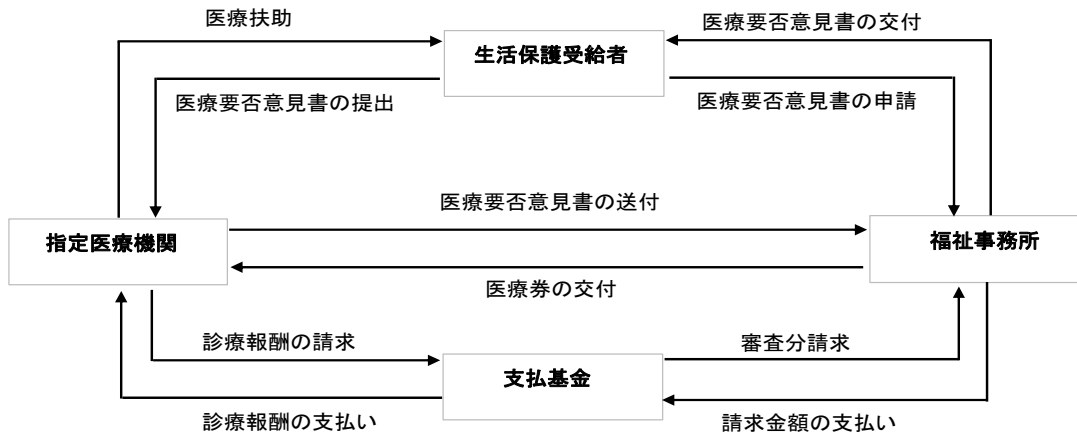 医療扶助
医療要否意見書の交付
生活保護受給者
医療要否意見書の提出
医療要否意見書の申請
医療要否意見書の送付
指定医療機関
福祉事務所
医療券の交付
診療報酬の請求
審査分請求
支払基金
診療報酬の支払い
請求金額の支払い